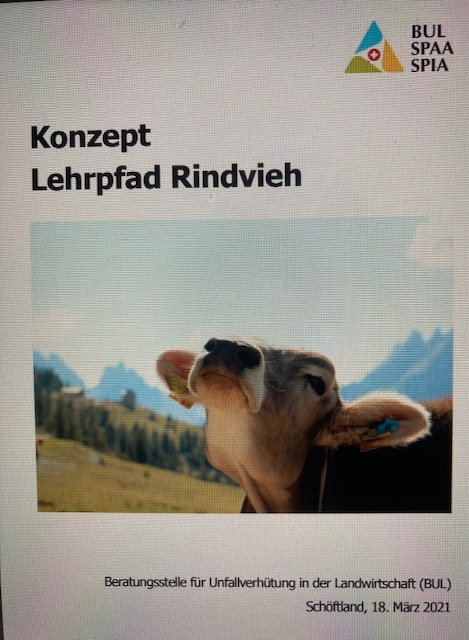 BUL
SPAA
SPIA
Konzept
Lehrpfad Rindvieh
Beratungsstelle für Unfallverhütung in der Landwirtschaft (BUL)
Schöftland, 18. März 2021